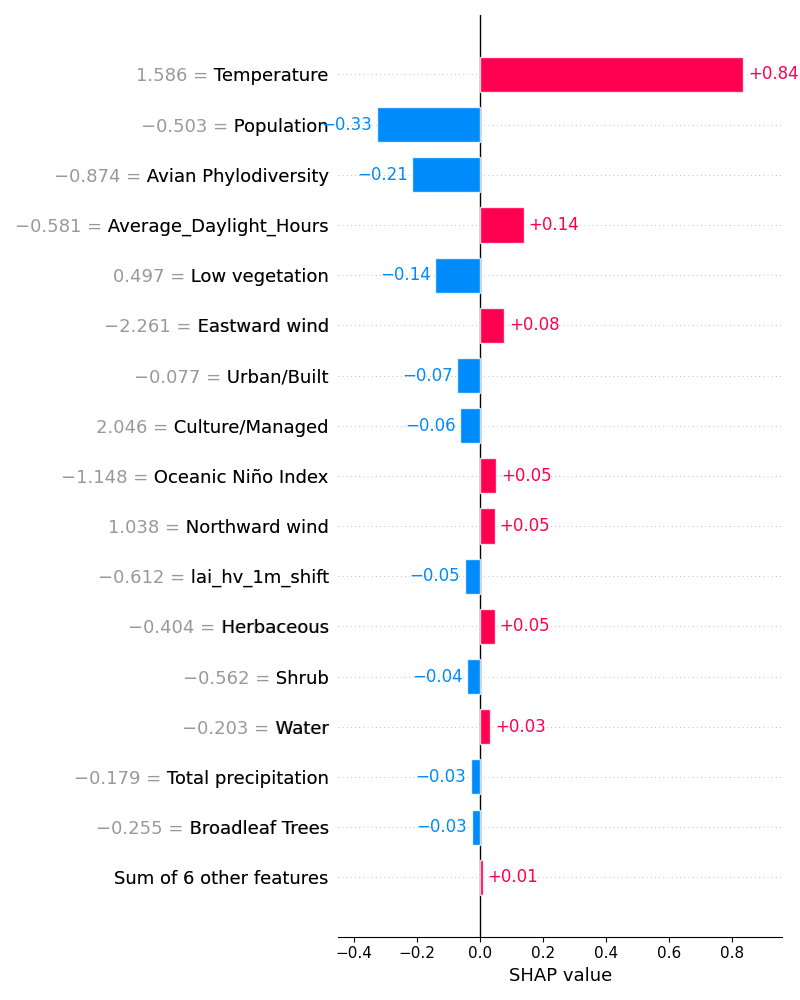 1.586 = Temperature +0.84
−0.503 = Population −0.33
−0.874 = Avian Phylodiversity −0.21
−0.581 = Average_Daylight_Hours +0.14
0.497 = Low vegetation −0.14
−2.261 = Eastward wind +0.08
−0.077 = Urban/Built −0.07
2.046 = Culture/Managed −0.06
−1.148 = Oceanic Niño Index +0.05
1.038 = Northward wind +0.05
−0.612 = lai_hv_1m_shift −0.05
−0.404 = Herbaceous +0.05
−0.562 = Shrub −0.04
−0.203 = Water +0.03
−0.179 = Total precipitation −0.03
−0.255 = Broadleaf Trees −0.03
Sum of 6 other features +0.01
−0.4 −0.2 0.0 0.2 0.4 0.6 0.8
SHAP value